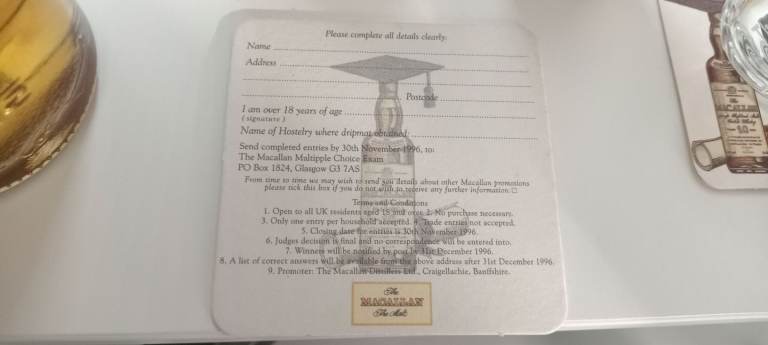 Please complete all details clearly:
Name
Address
Postcode
I am over 18 years of age
( signature )
Name of Hostelry where dripmat obtained:
Send completed entries by 30th November 1996, to:
The Macallan Maltipple Choice Exam
PO Box 1824, Glasgow G3 7AS
From time to time we may wish to send you details about other Macallan promotions
please tick this box if you do not wish to receive any further information. □
Terms and Conditions
1. Open to all UK residents aged 18 and over. 2. No purchase necessary.
3. Only one entry per household accepted. 4. Trade entries not accepted.
5. Closing date for entries is 30th November 1996.
6. Judges decision is final and no correspondence will be entered into.
7. Winners will be notified by post by 31st December 1996.
8. A list of correct answers will be available from the above address after 31st December 1996.
9. Promoter: The Macallan Distillers Ltd., Craigellachie, Banffshire.
The
MACALLAN
The Malt
The
MACALLAN
10